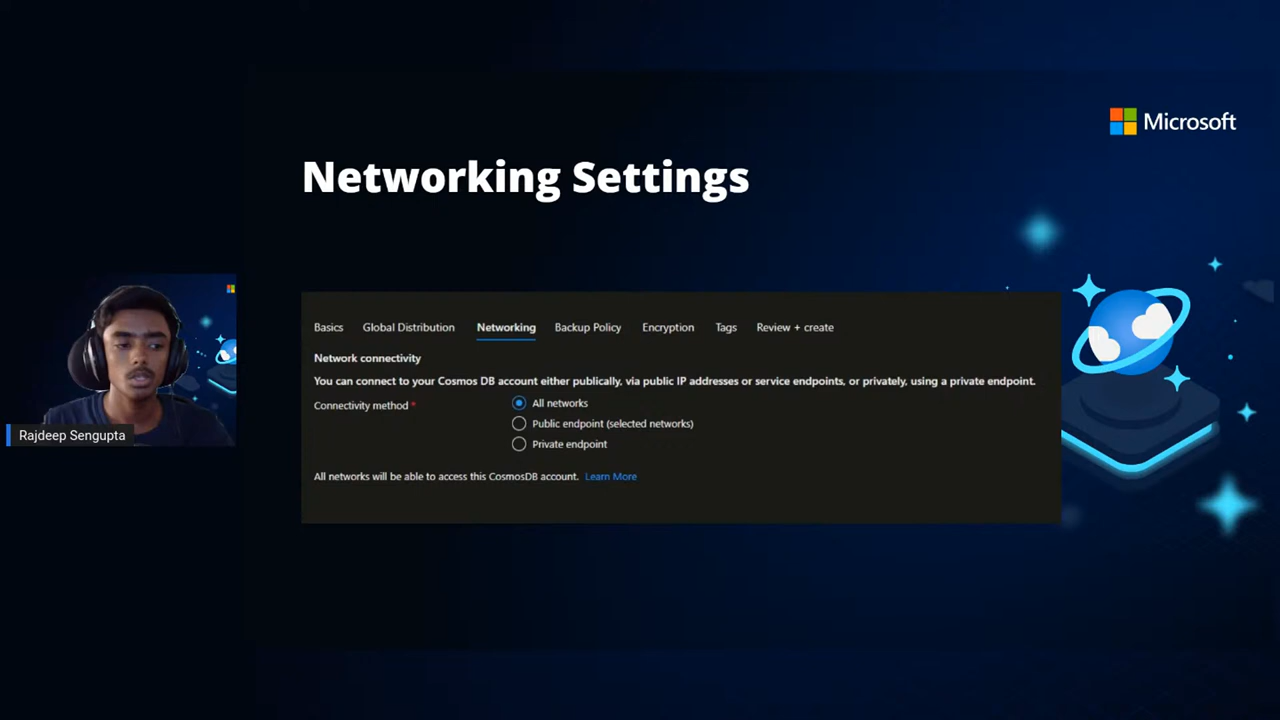 Microsoft
Networking Settings
Basics Global Distribution Networking Backup Policy Encryption Tags Review + create
Network connectivity
You can connect to your Cosmos DB account either publically, via public IP addresses or service endpoints, or privately, using a private endpoint.
Connectivity method * All networks
Public endpoint (selected networks)
Private endpoint
All networks will be able to access this CosmosDB account. Learn More
Rajdeep Sengupta